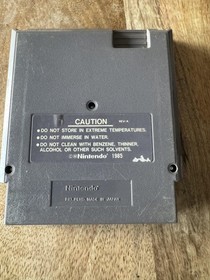 CAUTION
REV-A
•DO NOT STORE IN EXTREME TEMPERATURES.
•DO NOT IMMERSE IN WATER.
•DO NOT CLEAN WITH BENZENE, THINNER,
ALCOHOL OR OTHER SUCH SOLVENTS.
©Nintendo® 1985
Nintendo®
MADE IN JAPAN